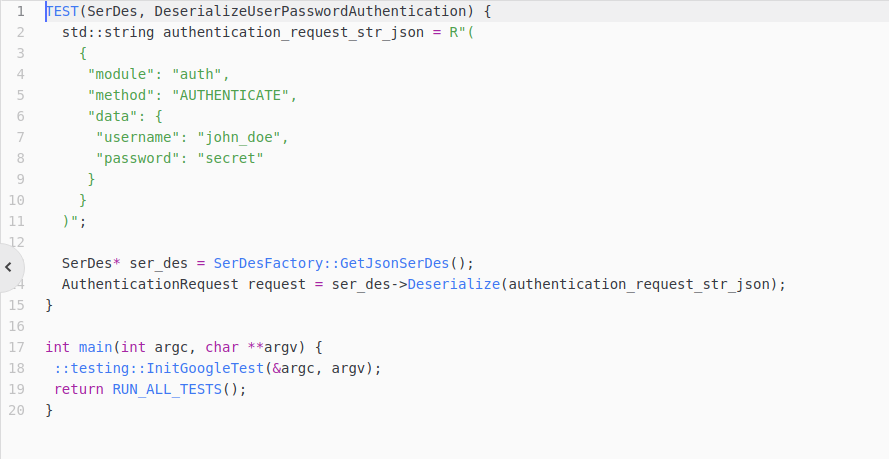 1 TEST(SerDes, DeserializeUserPasswordAuthentication) {
2   std::string authentication_request_str_json = R"(
3     {
4      "module": "auth",
5      "method": "AUTHENTICATE",
6      "data": {
7       "username": "john_doe",
8       "password": "secret"
9      }
10     }
11   )";
12
SerDes* ser_des = SerDesFactory::GetJsonSerDes();
4   AuthenticationRequest request = ser_des->Deserialize(authentication_request_str_json);
15 }
16
17 int main(int argc, char **argv) {
18  ::testing::InitGoogleTest(&argc, argv);
19  return RUN_ALL_TESTS();
20 }